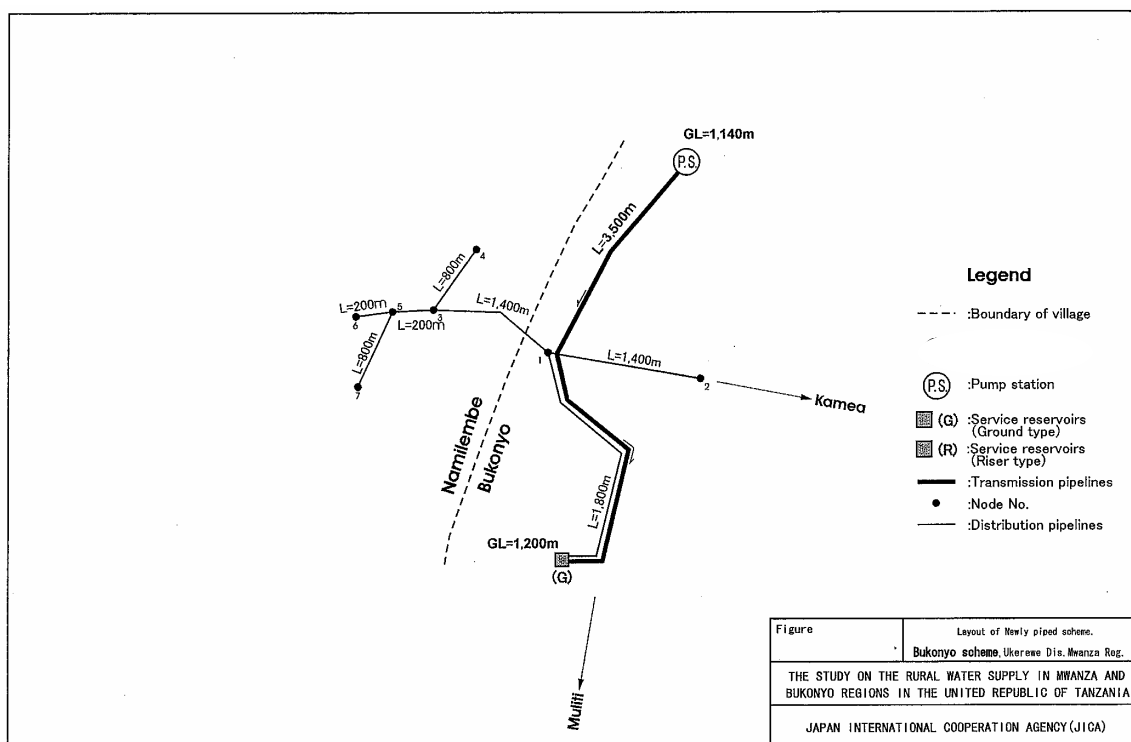 GL=1,140m
P.S.
L=3,500m
L=800m
4
L=1,400m
L=200m
5
3
6
L=200m
L=800m
7
1
L=1,400m
2
Kamea
Namilembe
Bukonyo
L=1,800m
GL=1,200m
(G)
Muliti
Legend
:Boundary of village
P.S. :Pump station
(G) :Service reservoirs
(Ground type)
(R) :Service reservoirs
(Riser type)
:Transmission pipelines
:Node No.
:Distribution pipelines
Figure
Layout of Newly piped scheme.
Bukonyo scheme, Ukerewe Dis. Mwanza Reg.
THE STUDY ON THE RURAL WATER SUPPLY IN MWANZA AND
BUKONYO REGIONS IN THE UNITED REPUBLIC OF TANZANIA
JAPAN INTERNATIONAL COOPERATION AGENCY(JICA)